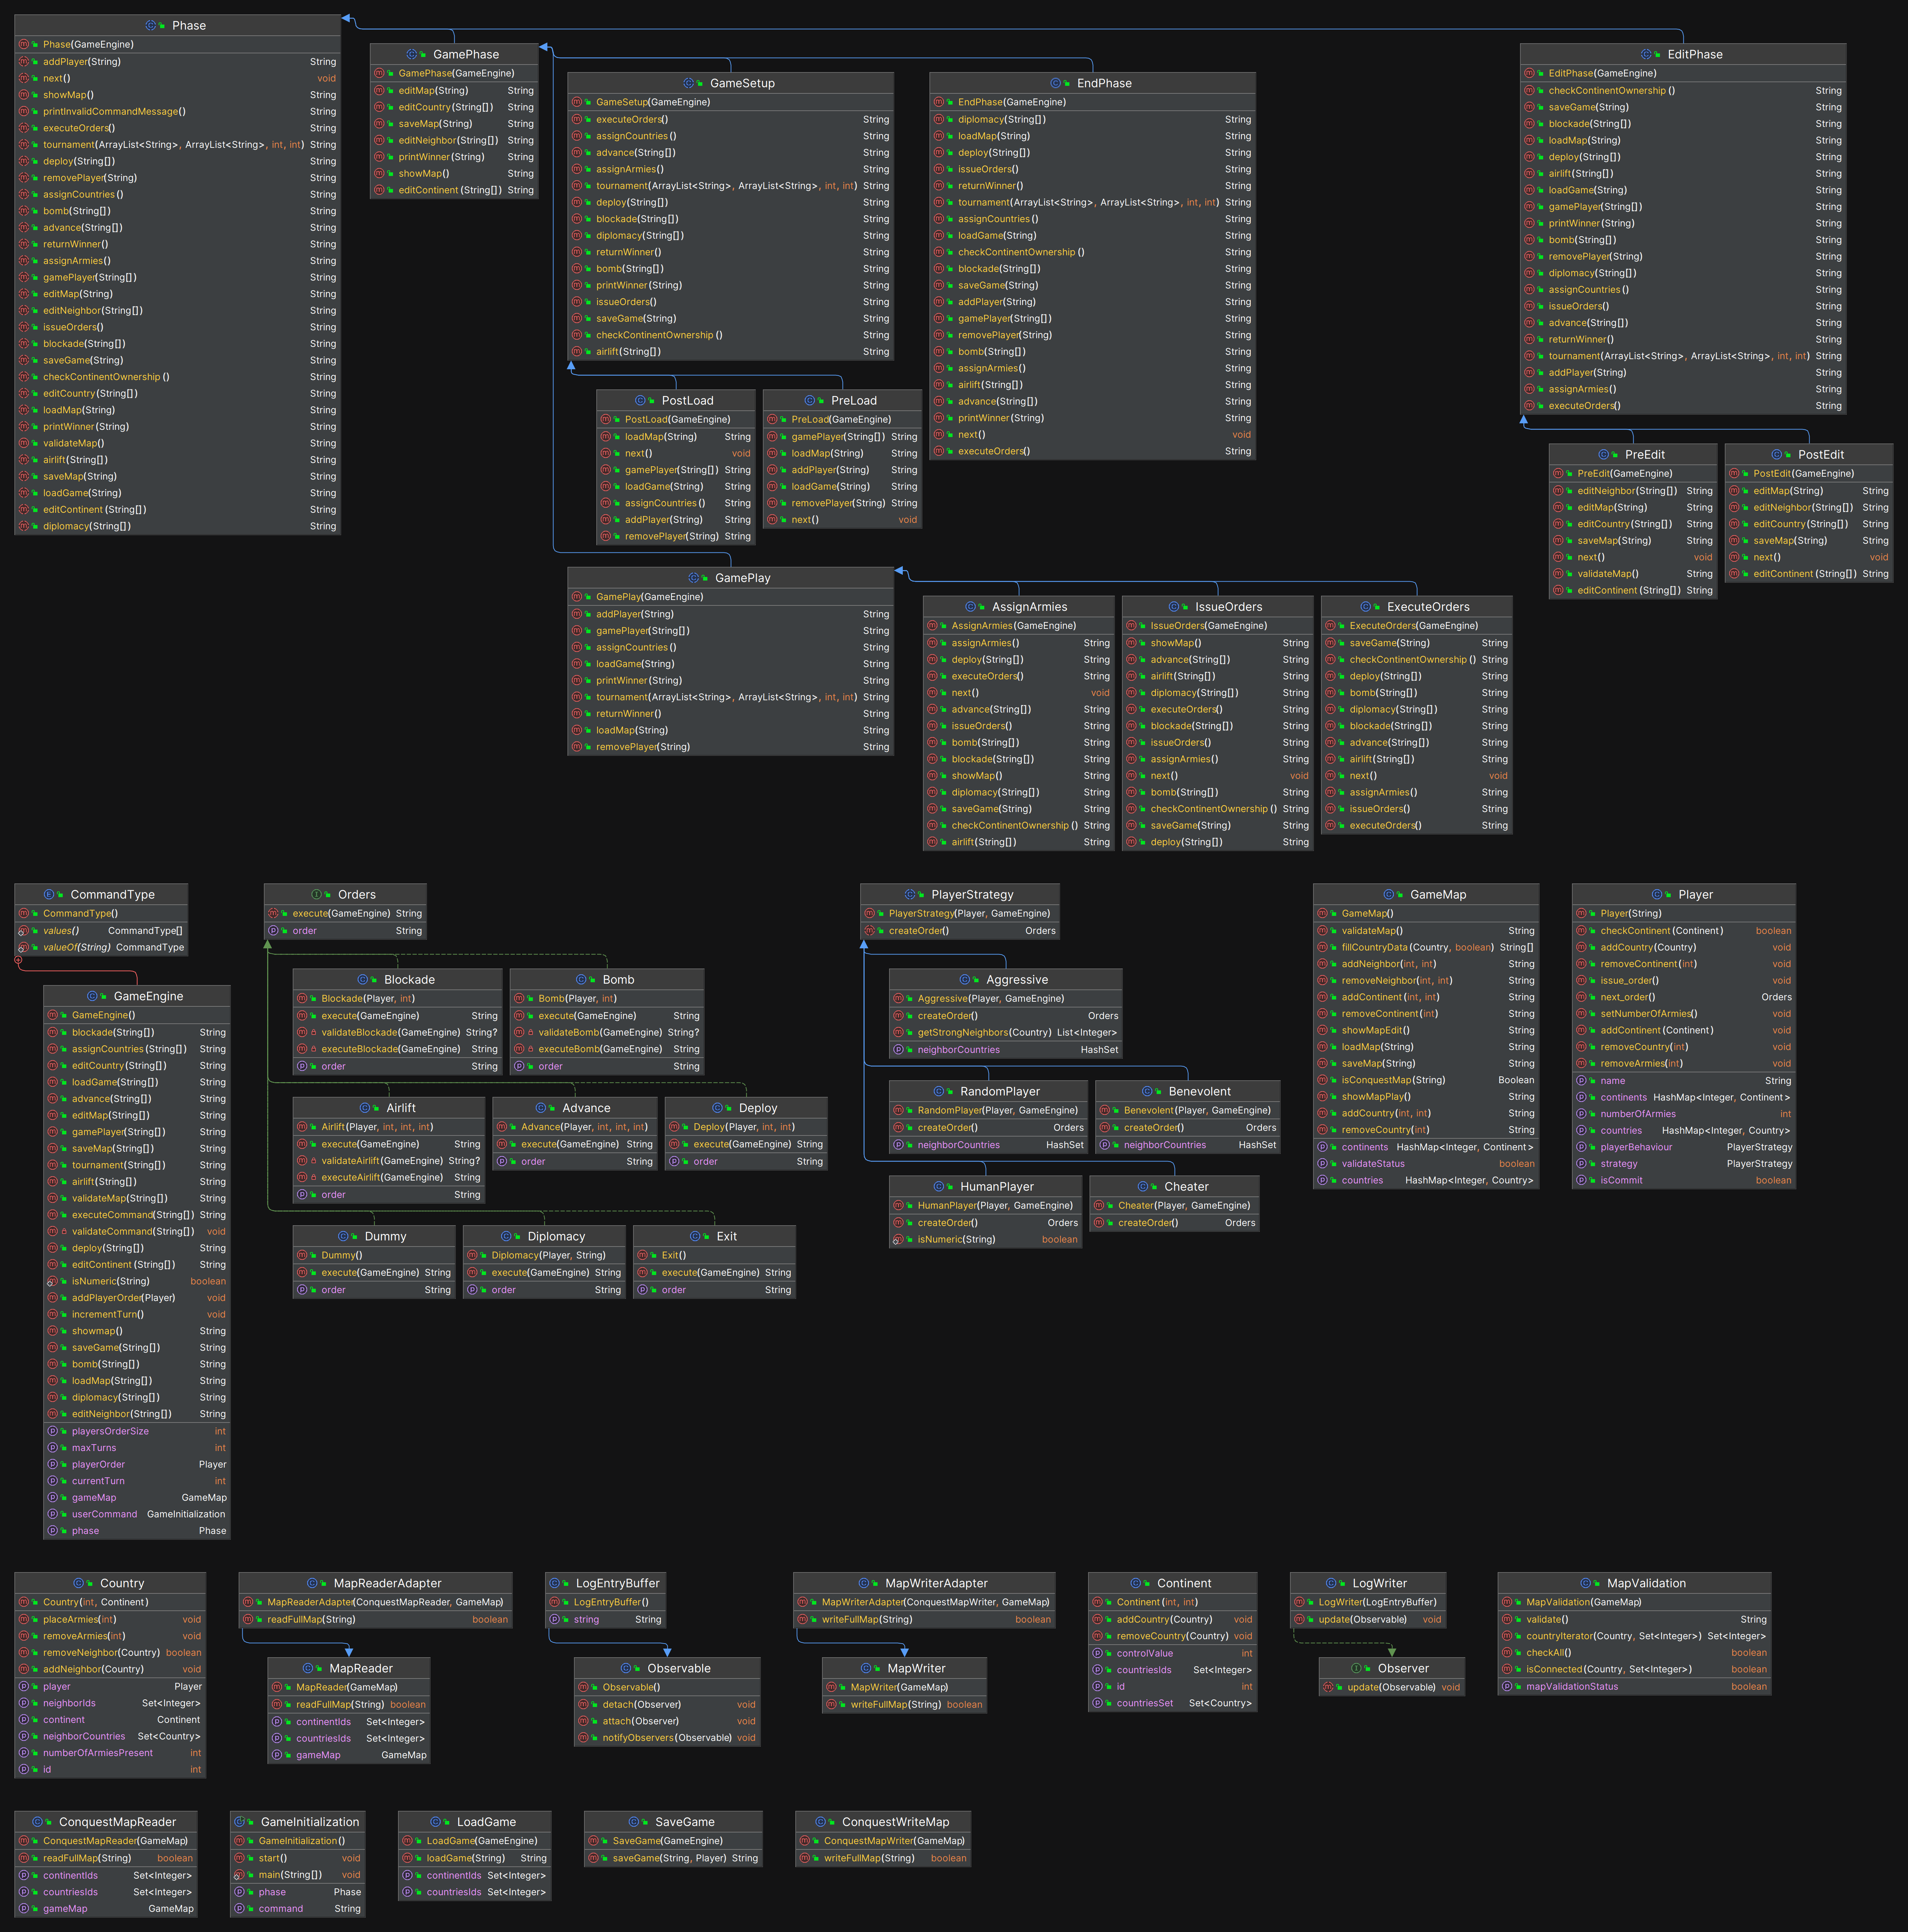 Phase
Phase(GameEngine)
addPlayer(String) String
next() void
showMap() String
printInvalidCommandMessage() String
executeOrders() String
tournament(ArrayList<String>, ArrayList<String>, int, int) String
deploy(String[]) String
removePlayer(String) String
assignCountries() String
bomb(String[]) String
advance(String[]) String
returnWinner() String
assignArmies() String
gamePlayer(String[]) String
editMap(String) String
editNeighbor(String[]) String
issueOrders() String
blockade(String[]) String
saveGame(String) String
checkContinentOwnership() String
editCountry(String[]) String
loadMap(String) String
printWinner(String) String
validateMap() String
airlift(String[]) String
saveMap(String) String
loadGame(String) String
editContinent(String[]) String
diplomacy(String[]) String
GamePhase
GamePhase(GameEngine)
editMap(String) String
editCountry(String[]) String
saveMap(String) String
editNeighbor(String[]) String
printWinner(String) String
showMap() String
editContinent(String[]) String
GameSetup
GameSetup(GameEngine)
executeOrders() String
assignCountries() String
advance(String[]) String
assignArmies() String
tournament(ArrayList<String>, ArrayList<String>, int, int) String
deploy(String[]) String
blockade(String[]) String
diplomacy(String[]) String
returnWinner() String
bomb(String[]) String
printWinner(String) String
issueOrders() String
saveGame(String) String
checkContinentOwnership() String
airlift(String[]) String
EndPhase
EndPhase(GameEngine)
diplomacy(String[]) String
loadMap(String) String
deploy(String[]) String
issueOrders() String
returnWinner() String
tournament(ArrayList<String>, ArrayList<String>, int, int) String
assignCountries() String
loadGame(String) String
checkContinentOwnership() String
blockade(String[]) String
saveGame(String) String
addPlayer(String) String
gamePlayer(String[]) String
removePlayer(String) String
bomb(String[]) String
assignArmies() String
airlift(String[]) String
advance(String[]) String
printWinner(String) String
next() void
executeOrders() String
EditPhase
EditPhase(GameEngine)
checkContinentOwnership() String
saveGame(String) String
blockade(String[]) String
loadMap(String) String
deploy(String[]) String
airlift(String[]) String
loadGame(String) String
gamePlayer(String[]) String
printWinner(String) String
bomb(String[]) String
removePlayer(String) String
diplomacy(String[]) String
assignCountries() String
issueOrders() String
advance(String[]) String
returnWinner() String
tournament(ArrayList<String>, ArrayList<String>, int, int) String
addPlayer(String) String
assignArmies() String
executeOrders() String
PostLoad
PostLoad(GameEngine)
loadMap(String) String
next() void
gamePlayer(String[]) String
loadGame(String) String
assignCountries() String
addPlayer(String) String
removePlayer(String) String
PreLoad
PreLoad(GameEngine)
gamePlayer(String[]) String
loadMap(String) String
addPlayer(String) String
loadGame(String) String
removePlayer(String) String
next() void
PreEdit
PreEdit(GameEngine)
editNeighbor(String[]) String
editMap(String) String
editCountry(String[]) String
saveMap(String) String
next() void
validateMap() String
editContinent(String[]) String
PostEdit
PostEdit(GameEngine)
editMap(String) String
editNeighbor(String[]) String
editCountry(String[]) String
saveMap(String) String
next() void
editContinent(String[]) String
GamePlay
GamePlay(GameEngine)
addPlayer(String) String
gamePlayer(String[]) String
assignCountries() String
loadGame(String) String
printWinner(String) String
tournament(ArrayList<String>, ArrayList<String>, int, int) String
returnWinner() String
loadMap(String) String
removePlayer(String) String
AssignArmies
AssignArmies(GameEngine)
assignArmies() String
deploy(String[]) String
executeOrders() String
next() void
advance(String[]) String
issueOrders() String
bomb(String[]) String
blockade(String[]) String
showMap() String
diplomacy(String[]) String
saveGame(String) String
checkContinentOwnership() String
airlift(String[]) String
IssueOrders
IssueOrders(GameEngine)
showMap() String
advance(String[]) String
airlift(String[]) String
diplomacy(String[]) String
executeOrders() String
blockade(String[]) String
issueOrders() String
assignArmies() String
next() void
bomb(String[]) String
checkContinentOwnership() String
saveGame(String) String
deploy(String[]) String
ExecuteOrders
ExecuteOrders(GameEngine)
saveGame(String) String
checkContinentOwnership() String
deploy(String[]) String
bomb(String[]) String
diplomacy(String[]) String
blockade(String[]) String
advance(String[]) String
airlift(String[]) String
next() void
assignArmies() String
issueOrders() String
executeOrders() String
CommandType
CommandType()
values() CommandType[]
valueOf(String) CommandType
GameEngine
GameEngine()
blockade(String[]) String
assignCountries(String[]) String
editCountry(String[]) String
loadGame(String[]) String
advance(String[]) String
editMap(String[]) String
gamePlayer(String[]) String
saveMap(String[]) String
tournament(String[]) String
airlift(String[]) String
validateMap(String[]) String
executeCommand(String[]) String
validateCommand(String[]) void
deploy(String[]) String
editContinent(String[]) String
isNumeric(String) boolean
addPlayerOrder(Player) void
incrementTurn() void
showmap() String
saveGame(String[]) String
bomb(String[]) String
loadMap(String[]) String
diplomacy(String[]) String
editNeighbor(String[]) String
playersOrderSize int
maxTurns int
playerOrder Player
currentTurn int
gameMap GameMap
userCommand GameInitialization
phase Phase
Orders
execute(GameEngine) String
order String
Blockade
Blockade(Player, int)
execute(GameEngine) String
validateBlockade(GameEngine) String?
executeBlockade(GameEngine) String
order String
Bomb
Bomb(Player, int)
execute(GameEngine) String
validateBomb(GameEngine) String?
executeBomb(GameEngine) String
order String
Airlift
Airlift(Player, int, int, int)
execute(GameEngine) String
validateAirlift(GameEngine) String?
executeAirlift(GameEngine) String
order String
Advance
Advance(Player, int, int, int)
execute(GameEngine) String
order String
Deploy
Deploy(Player, int, int)
execute(GameEngine) String
order String
Dummy
Dummy()
execute(GameEngine) String
order String
Diplomacy
Diplomacy(Player, String)
execute(GameEngine) String
order String
Exit
Exit()
execute(GameEngine) String
order String
PlayerStrategy
PlayerStrategy(Player, GameEngine)
createOrder() Orders
Aggressive
Aggressive(Player, GameEngine)
createOrder() Orders
getStrongNeighbors(Country) List<Integer>
neighborCountries HashSet
RandomPlayer
RandomPlayer(Player, GameEngine)
createOrder() Orders
neighborCountries HashSet
Benevolent
Benevolent(Player, GameEngine)
createOrder() Orders
neighborCountries HashSet
HumanPlayer
HumanPlayer(Player, GameEngine)
createOrder() Orders
isNumeric(String) boolean
Cheater
Cheater(Player, GameEngine)
createOrder() Orders
GameMap
GameMap()
validateMap() String
fillCountryData(Country, boolean) String[]
addNeighbor(int, int) String
removeNeighbor(int, int) String
addContinent(int, int) String
removeContinent(int) String
showMapEdit() String
loadMap(String) String
saveMap(String) String
isConquestMap(String) Boolean
showMapPlay() String
addCountry(int, int) String
removeCountry(int) String
continents HashMap<Integer, Continent>
validateStatus boolean
countries HashMap<Integer, Country>
Player
Player(String)
checkContinent(Continent) boolean
addCountry(Country) void
removeContinent(int) void
issue_order() void
next_order() Orders
setNumberOfArmies() void
addContinent(Continent) void
removeCountry(int) void
removeArmies(int) void
name String
continents HashMap<Integer, Continent>
numberOfArmies int
countries HashMap<Integer, Country>
playerBehaviour PlayerStrategy
strategy PlayerStrategy
isCommit boolean
Country
Country(int, Continent)
placeArmies(int) void
removeArmies(int) void
removeNeighbor(Country) boolean
addNeighbor(Country) void
player Player
neighborIds Set<Integer>
continent Continent
neighborCountries Set<Country>
numberOfArmiesPresent int
id int
MapReaderAdapter
MapReaderAdapter(ConquestMapReader, GameMap)
readFullMap(String) boolean
MapReader
MapReader(GameMap)
readFullMap(String) boolean
continentIds Set<Integer>
countriesIds Set<Integer>
gameMap GameMap
LogEntryBuffer
LogEntryBuffer()
string String
Observable
Observable()
detach(Observer) void
attach(Observer) void
notifyObservers(Observable) void
MapWriterAdapter
MapWriterAdapter(ConquestMapWriter, GameMap)
writeFullMap(String) boolean
MapWriter
MapWriter(GameMap)
writeFullMap(String) boolean
Continent
Continent(int, int)
addCountry(Country) void
removeCountry(Country) void
controlValue int
countriesIds Set<Integer>
id int
countriesSet Set<Country>
LogWriter
LogWriter(LogEntryBuffer)
update(Observable) void
Observer
update(Observable) void
MapValidation
MapValidation(GameMap)
validate() String
countryIterator(Country, Set<Integer>) Set<Integer>
checkAll() boolean
isConnected(Country, Set<Integer>) boolean
mapValidationStatus boolean
ConquestMapReader
ConquestMapReader(GameMap)
readFullMap(String) boolean
continentIds Set<Integer>
countriesIds Set<Integer>
gameMap GameMap
GameInitialization
GameInitialization()
start() void
main(String[]) void
phase Phase
command String
LoadGame
LoadGame(GameEngine)
loadGame(String) String
continentIds Set<Integer>
countriesIds Set<Integer>
SaveGame
SaveGame(GameEngine)
saveGame(String, Player) String
ConquestWriteMap
ConquestMapWriter(GameMap)
writeFullMap(String) boolean